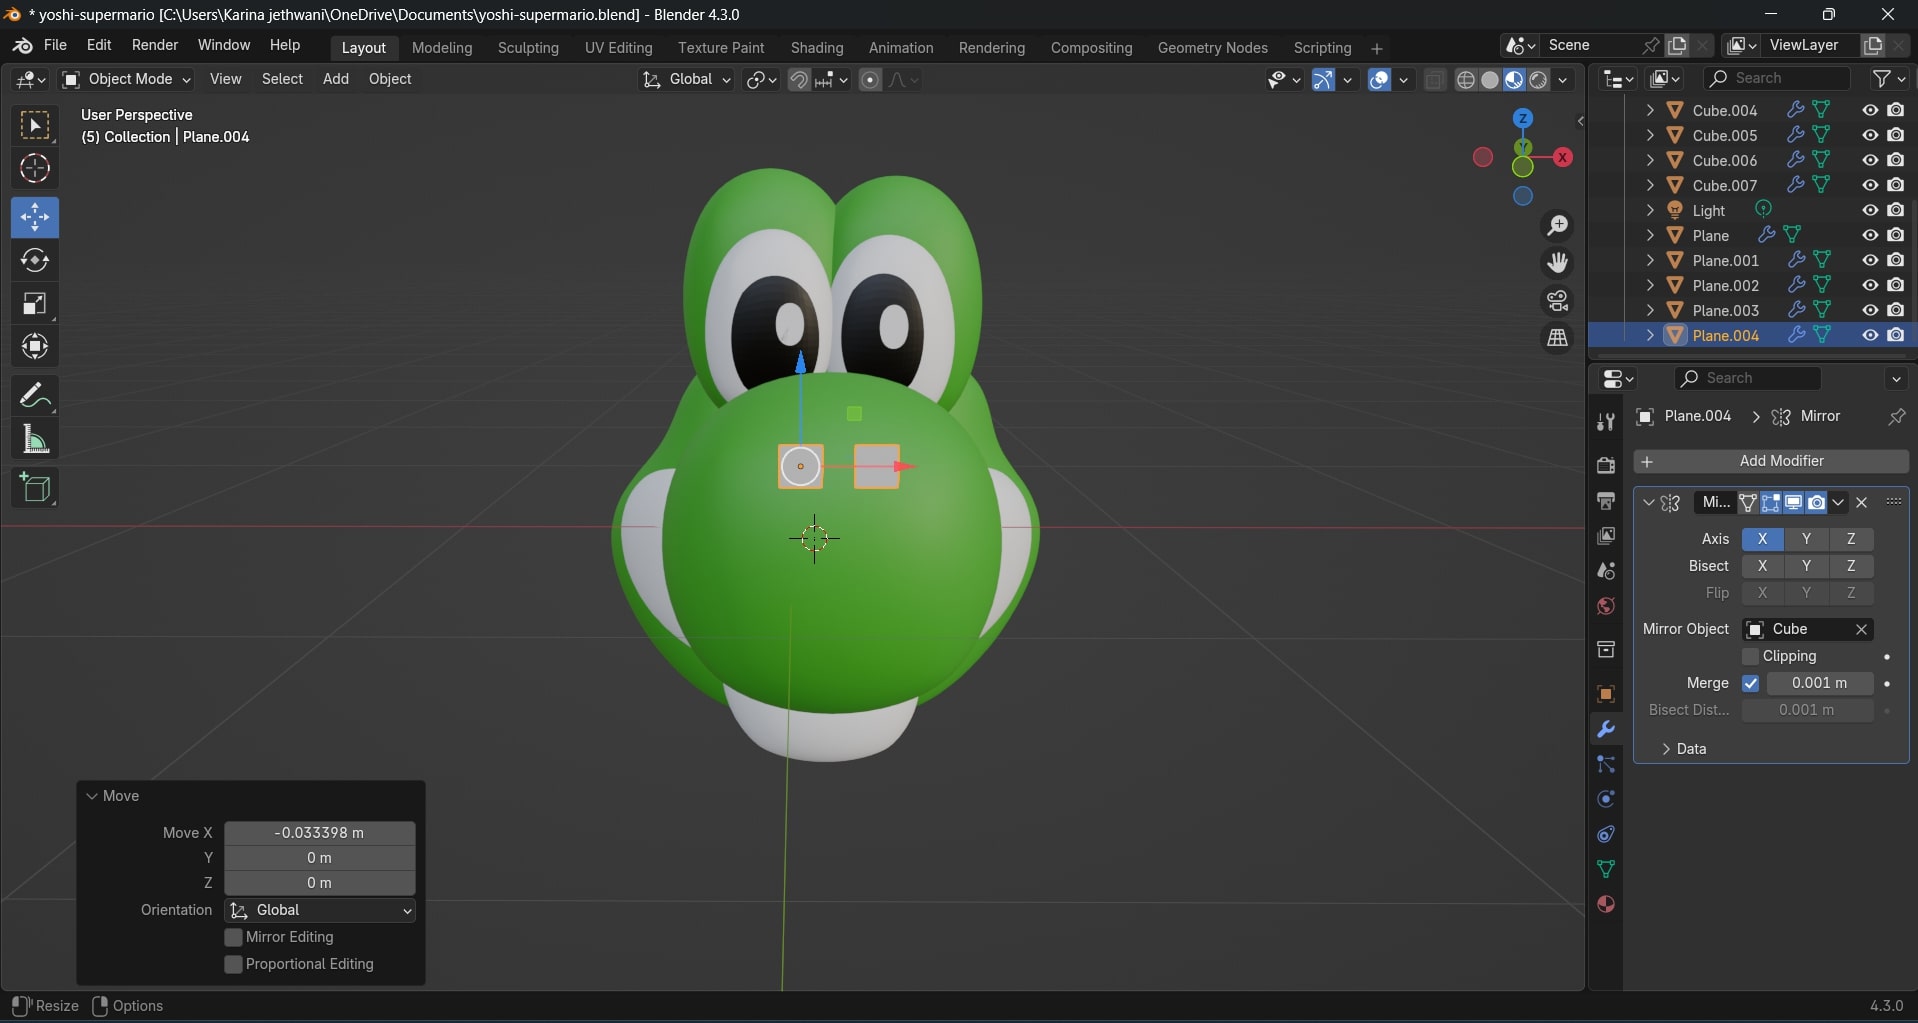 * yoshi-supermario [C:\Users\Karina jethwani\OneDrive\Documents\yoshi-supermario.blend] - Blender 4.3.0
File Edit Render Window Help Layout Modeling Sculpting UV Editing Texture Paint Shading Animation Rendering Compositing Geometry Nodes Scripting + Scene ViewLayer
Object Mode View Select Add Object Global Search
User Perspective
(5) Collection | Plane.004
Z
Y
X
Cube.004
Cube.005
Cube.006
Cube.007
Light
Plane
Plane.001
Plane.002
Plane.003
Plane.004
Search
Plane.004 > Mirror
+ Add Modifier
Mi...
Axis X Y Z
Bisect X Y Z
Flip X Y Z
Mirror Object Cube
Clipping
Merge 0.001 m
Bisect Dist... 0.001 m
Data
Move
Move X -0.033398 m
Y 0 m
Z 0 m
Orientation Global
Mirror Editing
Proportional Editing
Resize Options 4.3.0